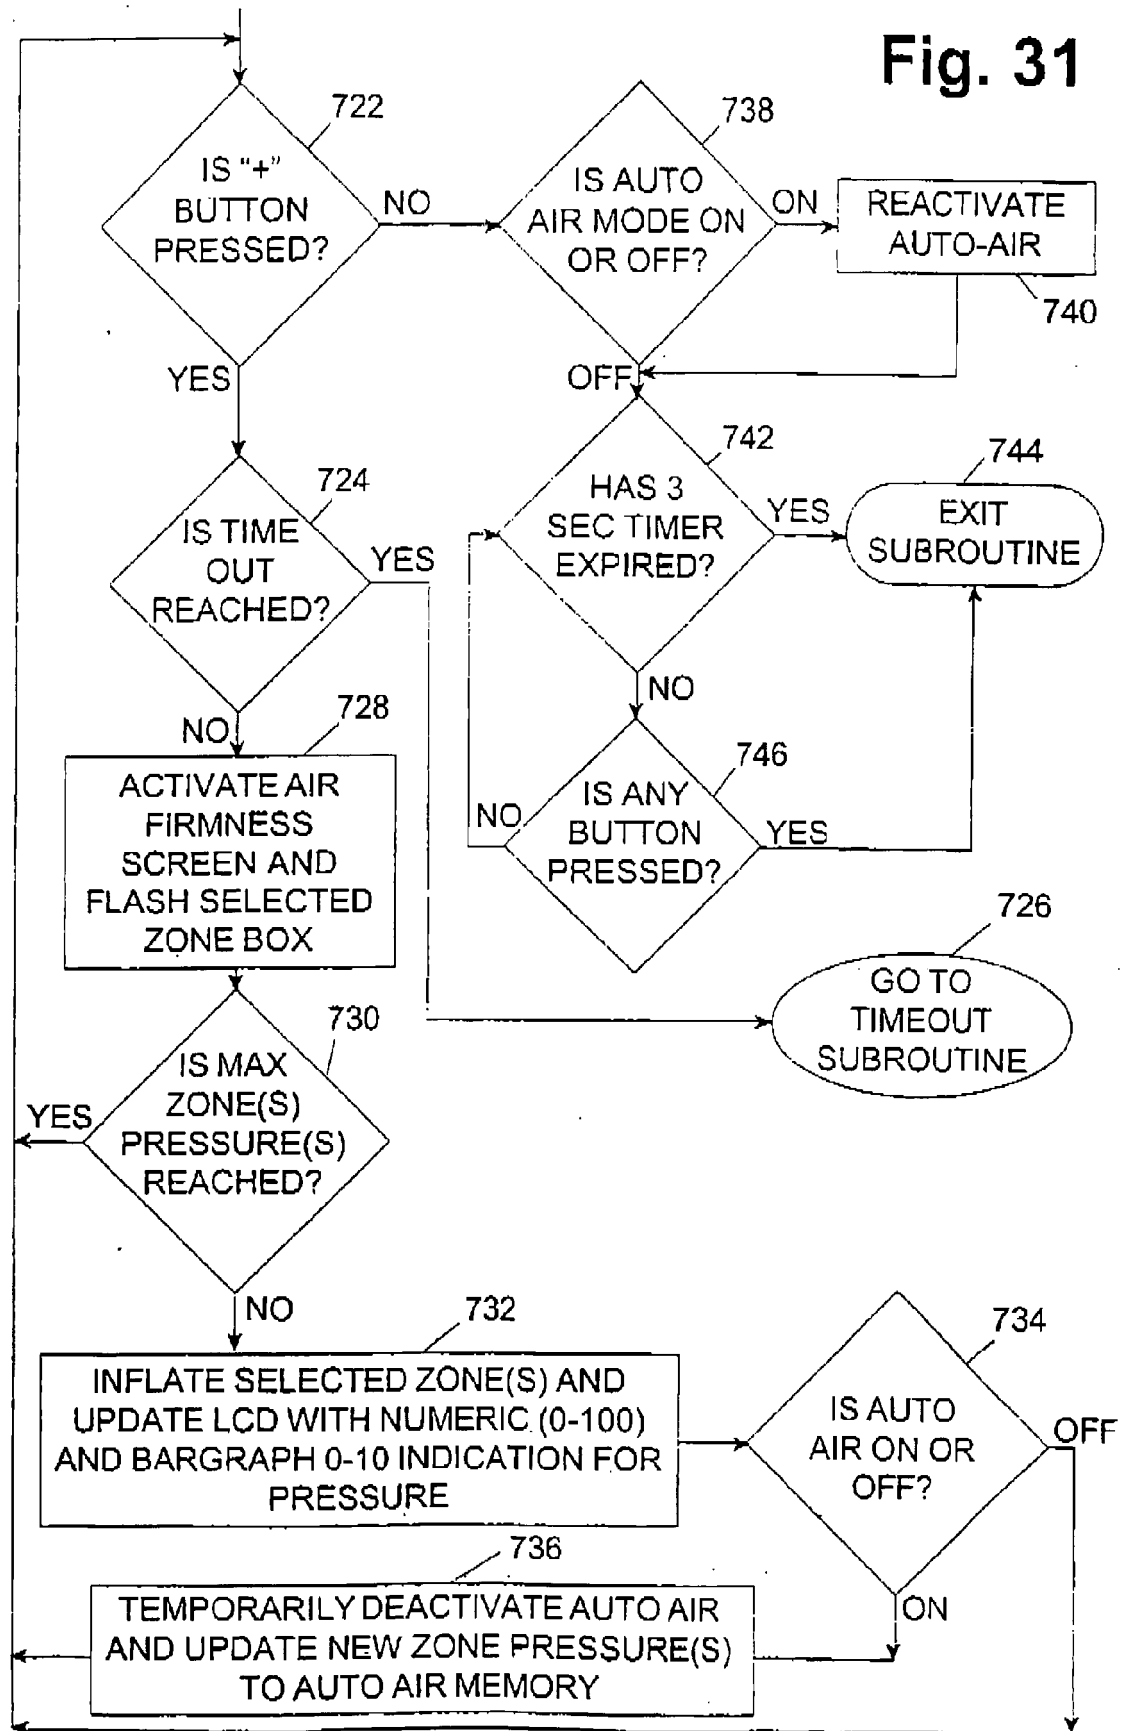 Fig. 31
722
IS “+”
BUTTON
PRESSED?
NO
YES
738
IS AUTO
AIR MODE ON
OR OFF?
ON
OFF
REACTIVATE
AUTO-AIR
740
724
IS TIME
OUT
REACHED?
YES
NO
742
HAS 3
SEC TIMER
EXPIRED?
YES
NO
744
EXIT
SUBROUTINE
728
ACTIVATE AIR
FIRMNESS
SCREEN AND
FLASH SELECTED
ZONE BOX
746
IS ANY
BUTTON
PRESSED?
NO
YES
726
GO TO
TIMEOUT
SUBROUTINE
730
IS MAX
ZONE(S)
PRESSURE(S)
REACHED?
YES
NO
732
INFLATE SELECTED ZONE(S) AND
UPDATE LCD WITH NUMERIC (0-100)
AND BARGRAPH 0-10 INDICATION FOR
PRESSURE
734
IS AUTO
AIR ON OR
OFF?
OFF
ON
736
TEMPORARILY DEACTIVATE AUTO AIR
AND UPDATE NEW ZONE PRESSURE(S)
TO AUTO AIR MEMORY